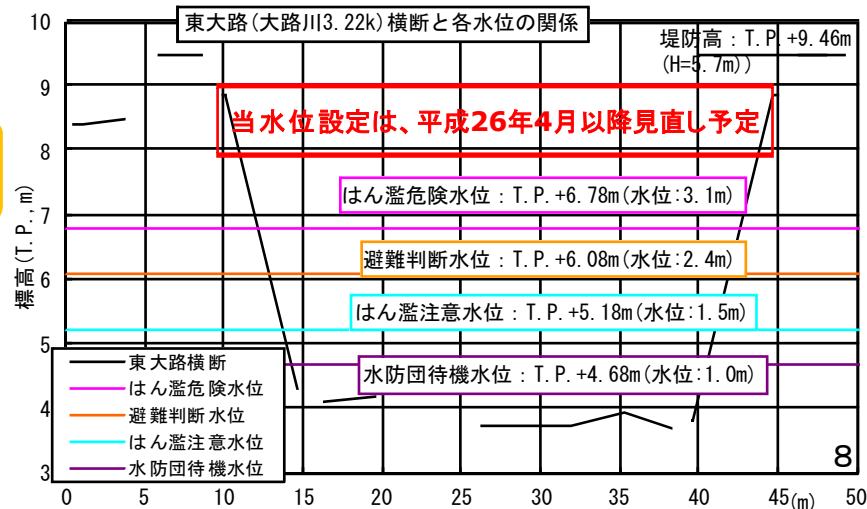 東大路(大路川3.22k)横断と各水位の関係
堤防高：T.P.+9.46m
(H=5.7m))
当水位設定は、平成26年4月以降見直し予定
はん濫危険水位：T.P.+6.78m(水位:3.1m)
避難判断水位：T.P.+6.08m(水位:2.4m)
はん濫注意水位：T.P.+5.18m(水位:1.5m)
水防団待機水位：T.P.+4.68m(水位:1.0m)
標高(T.P.,m)
10
9
8
7
6
5
4
3
東大路横断
はん濫危険水位
避難判断水位
はん濫注意水位
水防団待機水位
8
0 5 10 15 20 25 30 35 40 45(m) 50